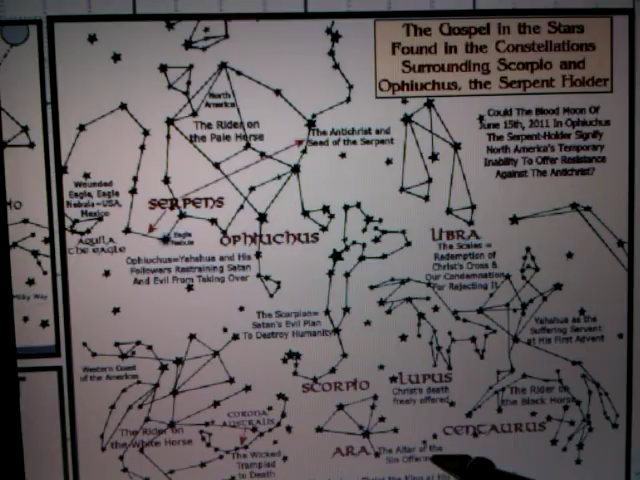 The Gospel in the Stars
Found in the Constellations
Surrounding Scorpio and
Ophiuchus, the Serpent Holder
North
America
The Rider on
the Pale Horse
The Antichrist and
Seed of the Serpent
Could The Blood Moon Of
June 15th, 2011 In Ophiuchus
The Serpent-Holder Signify
North America's Temporary
Inability To Offer Resistance
Against The Antichrist?
Wounded
Eagle, Eagle
Nebula=USA,
Mexico
SERPENS
Aquila
the Eagle
Eagle
Nebula
OPHIUCHUS
Ophiuchus=Yahshua and His
Followers Restraining Satan
And Evil From Taking Over
LIBRA
The Scales =
Redemption of
Christ's Cross &
Our Condemnation
For Rejecting It
Milky Way
The Scorpion=
Satan's Evil Plan
To Destroy Humanity
Yahshua as the
Suffering Servant
at His First Advent
Western Coast
of the Americas
SCORPIO
LUPUS
Christ's death
freely offered
The Rider on
the Black Horse
CORONA
AUSTRALIS
The Rider on
the White Horse
CENTAURUS
ARA
The Altar of the
Sin Offering
The Wicked
Trampled
to Death